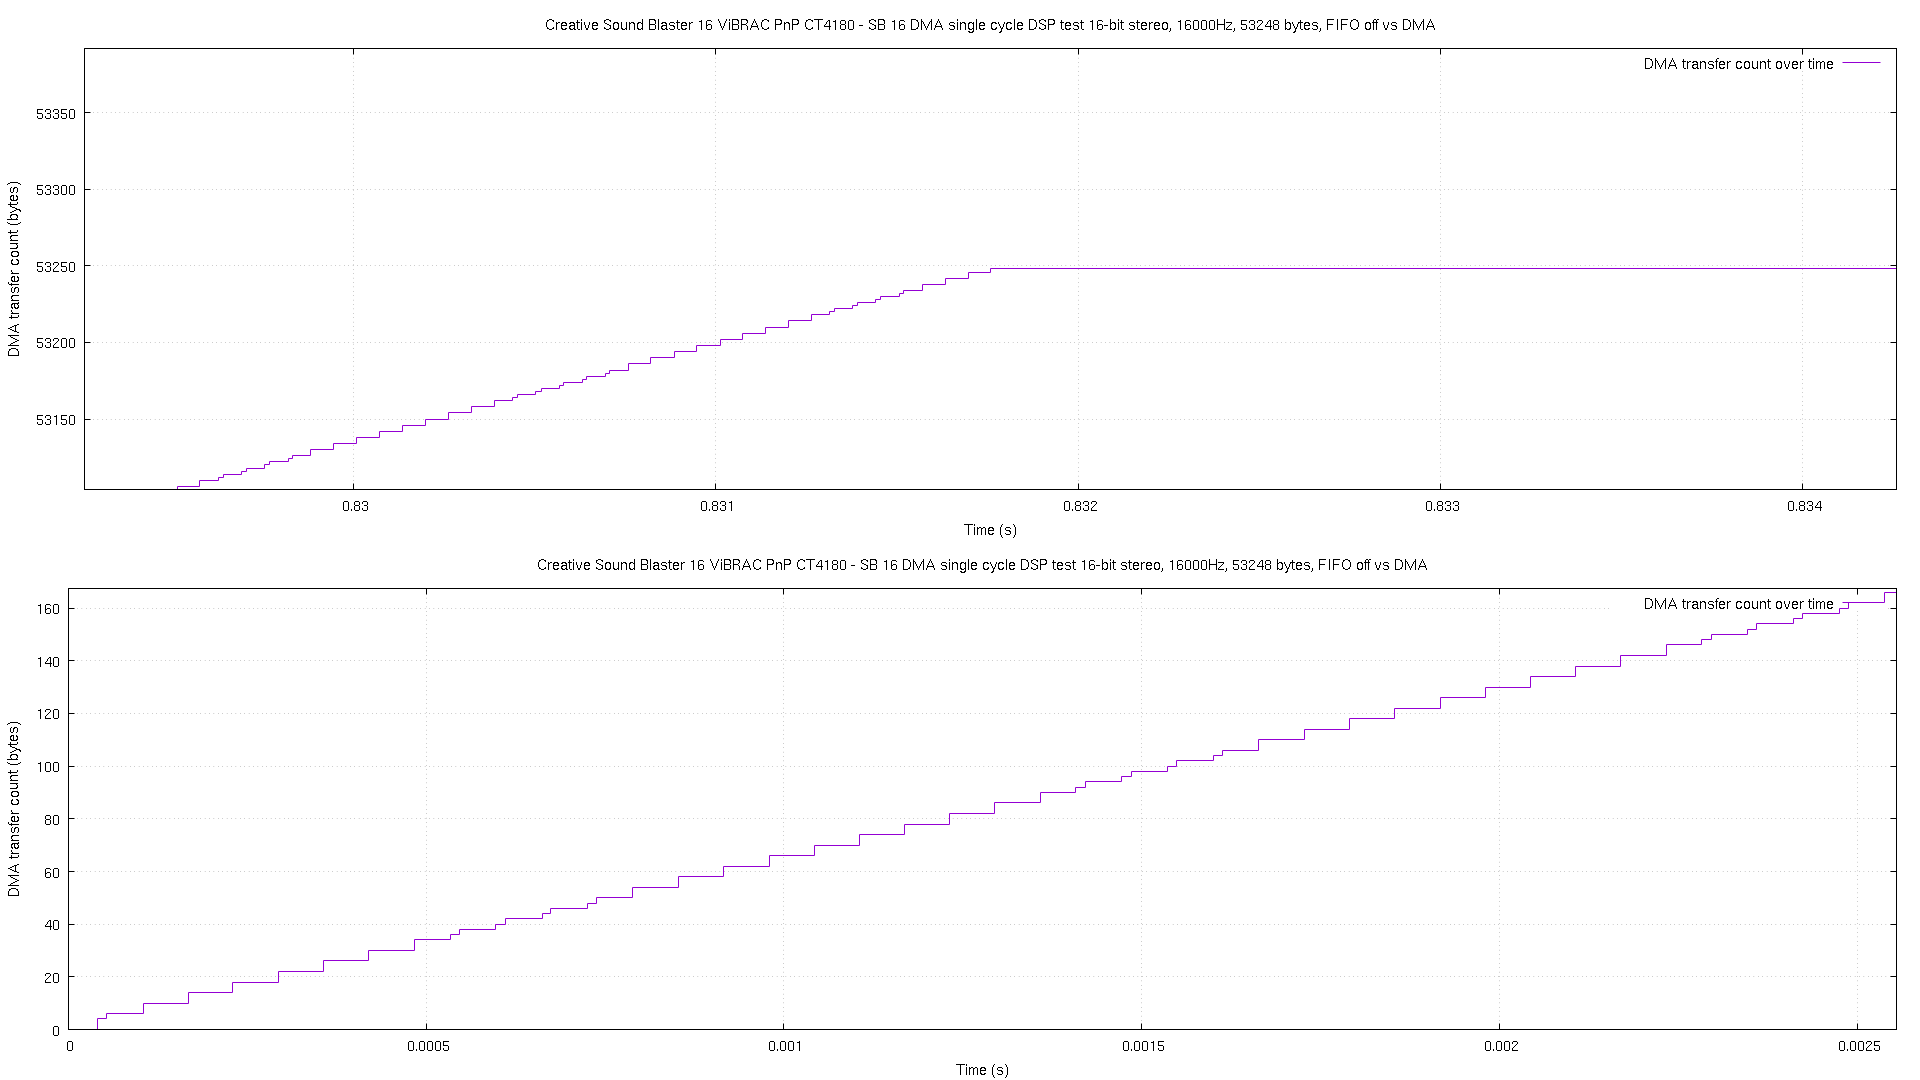 Creative Sound Blaster 16 ViBRAC PnP CT4180 - SB 16 DMA single cycle DSP test 16-bit stereo, 16000Hz, 53248 bytes, FIFO off vs DMA
DMA transfer count over time
53350
53300
53250
53200
53150
DMA transfer count (bytes)
0.83 0.831 0.832 0.833 0.834
Time (s)
Creative Sound Blaster 16 ViBRAC PnP CT4180 - SB 16 DMA single cycle DSP test 16-bit stereo, 16000Hz, 53248 bytes, FIFO off vs DMA
DMA transfer count over time
160
140
120
100
80
60
40
20
0
DMA transfer count (bytes)
0 0.0005 0.001 0.0015 0.002 0.0025
Time (s)